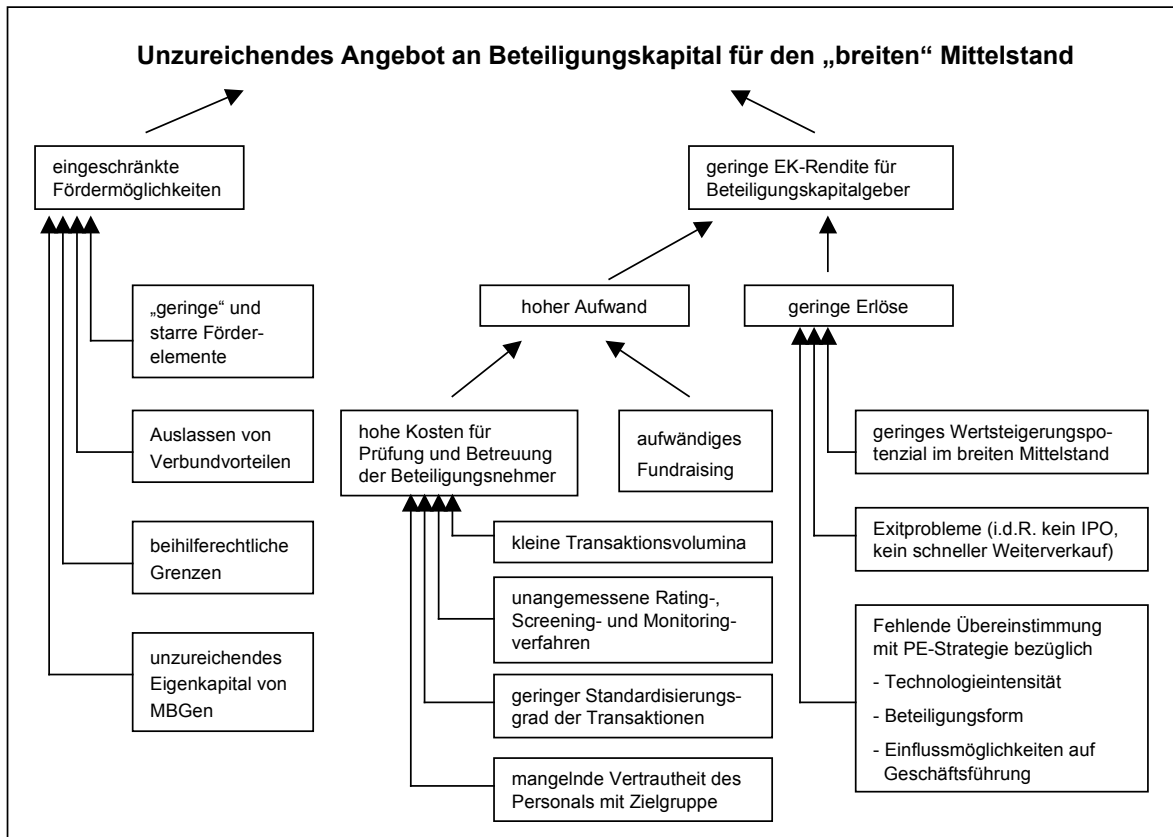 Unzureichendes Angebot an Beteiligungskapital für den „breiten“ Mittelstand
eingeschränkte
Fördermöglichkeiten
geringe EK-Rendite für
Beteiligungskapitalgeber
„geringe“ und
starre Förder-
elemente
hoher Aufwand
geringe Erlöse
Auslassen von
Verbundvorteilen
hohe Kosten für
Prüfung und Betreuung
der Beteiligungsnehmer
aufwändiges
Fundraising
geringes Wertsteigerungspo-
tenzial im breiten Mittelstand
beihilferechtliche
Grenzen
kleine Transaktionsvolumina
Exitprobleme (i.d.R. kein IPO,
kein schneller Weiterverkauf)
unangemessene Rating-,
Screening- und Monitoring-
verfahren
unzureichendes
Eigenkapital von
MBGen
geringer Standardisierungs-
grad der Transaktionen
Fehlende Übereinstimmung
mit PE-Strategie bezüglich
- Technologieintensität
- Beteiligungsform
- Einflussmöglichkeiten auf
Geschäftsführung
mangelnde Vertrautheit des
Personals mit Zielgruppe